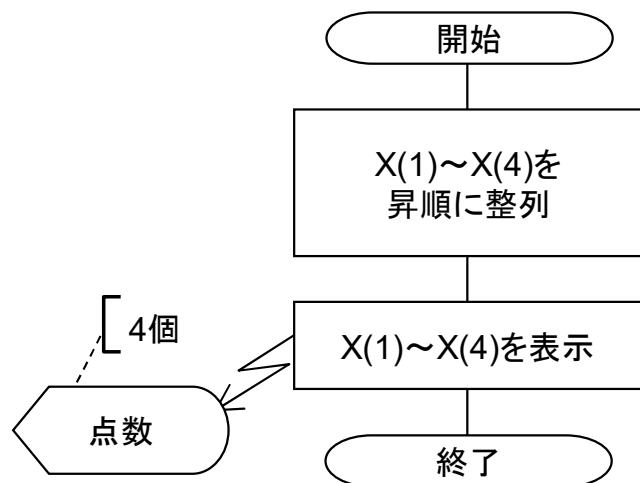 開始
X(1)～X(4)を
昇順に整列
4個
X(1)～X(4)を表示
点数
終了